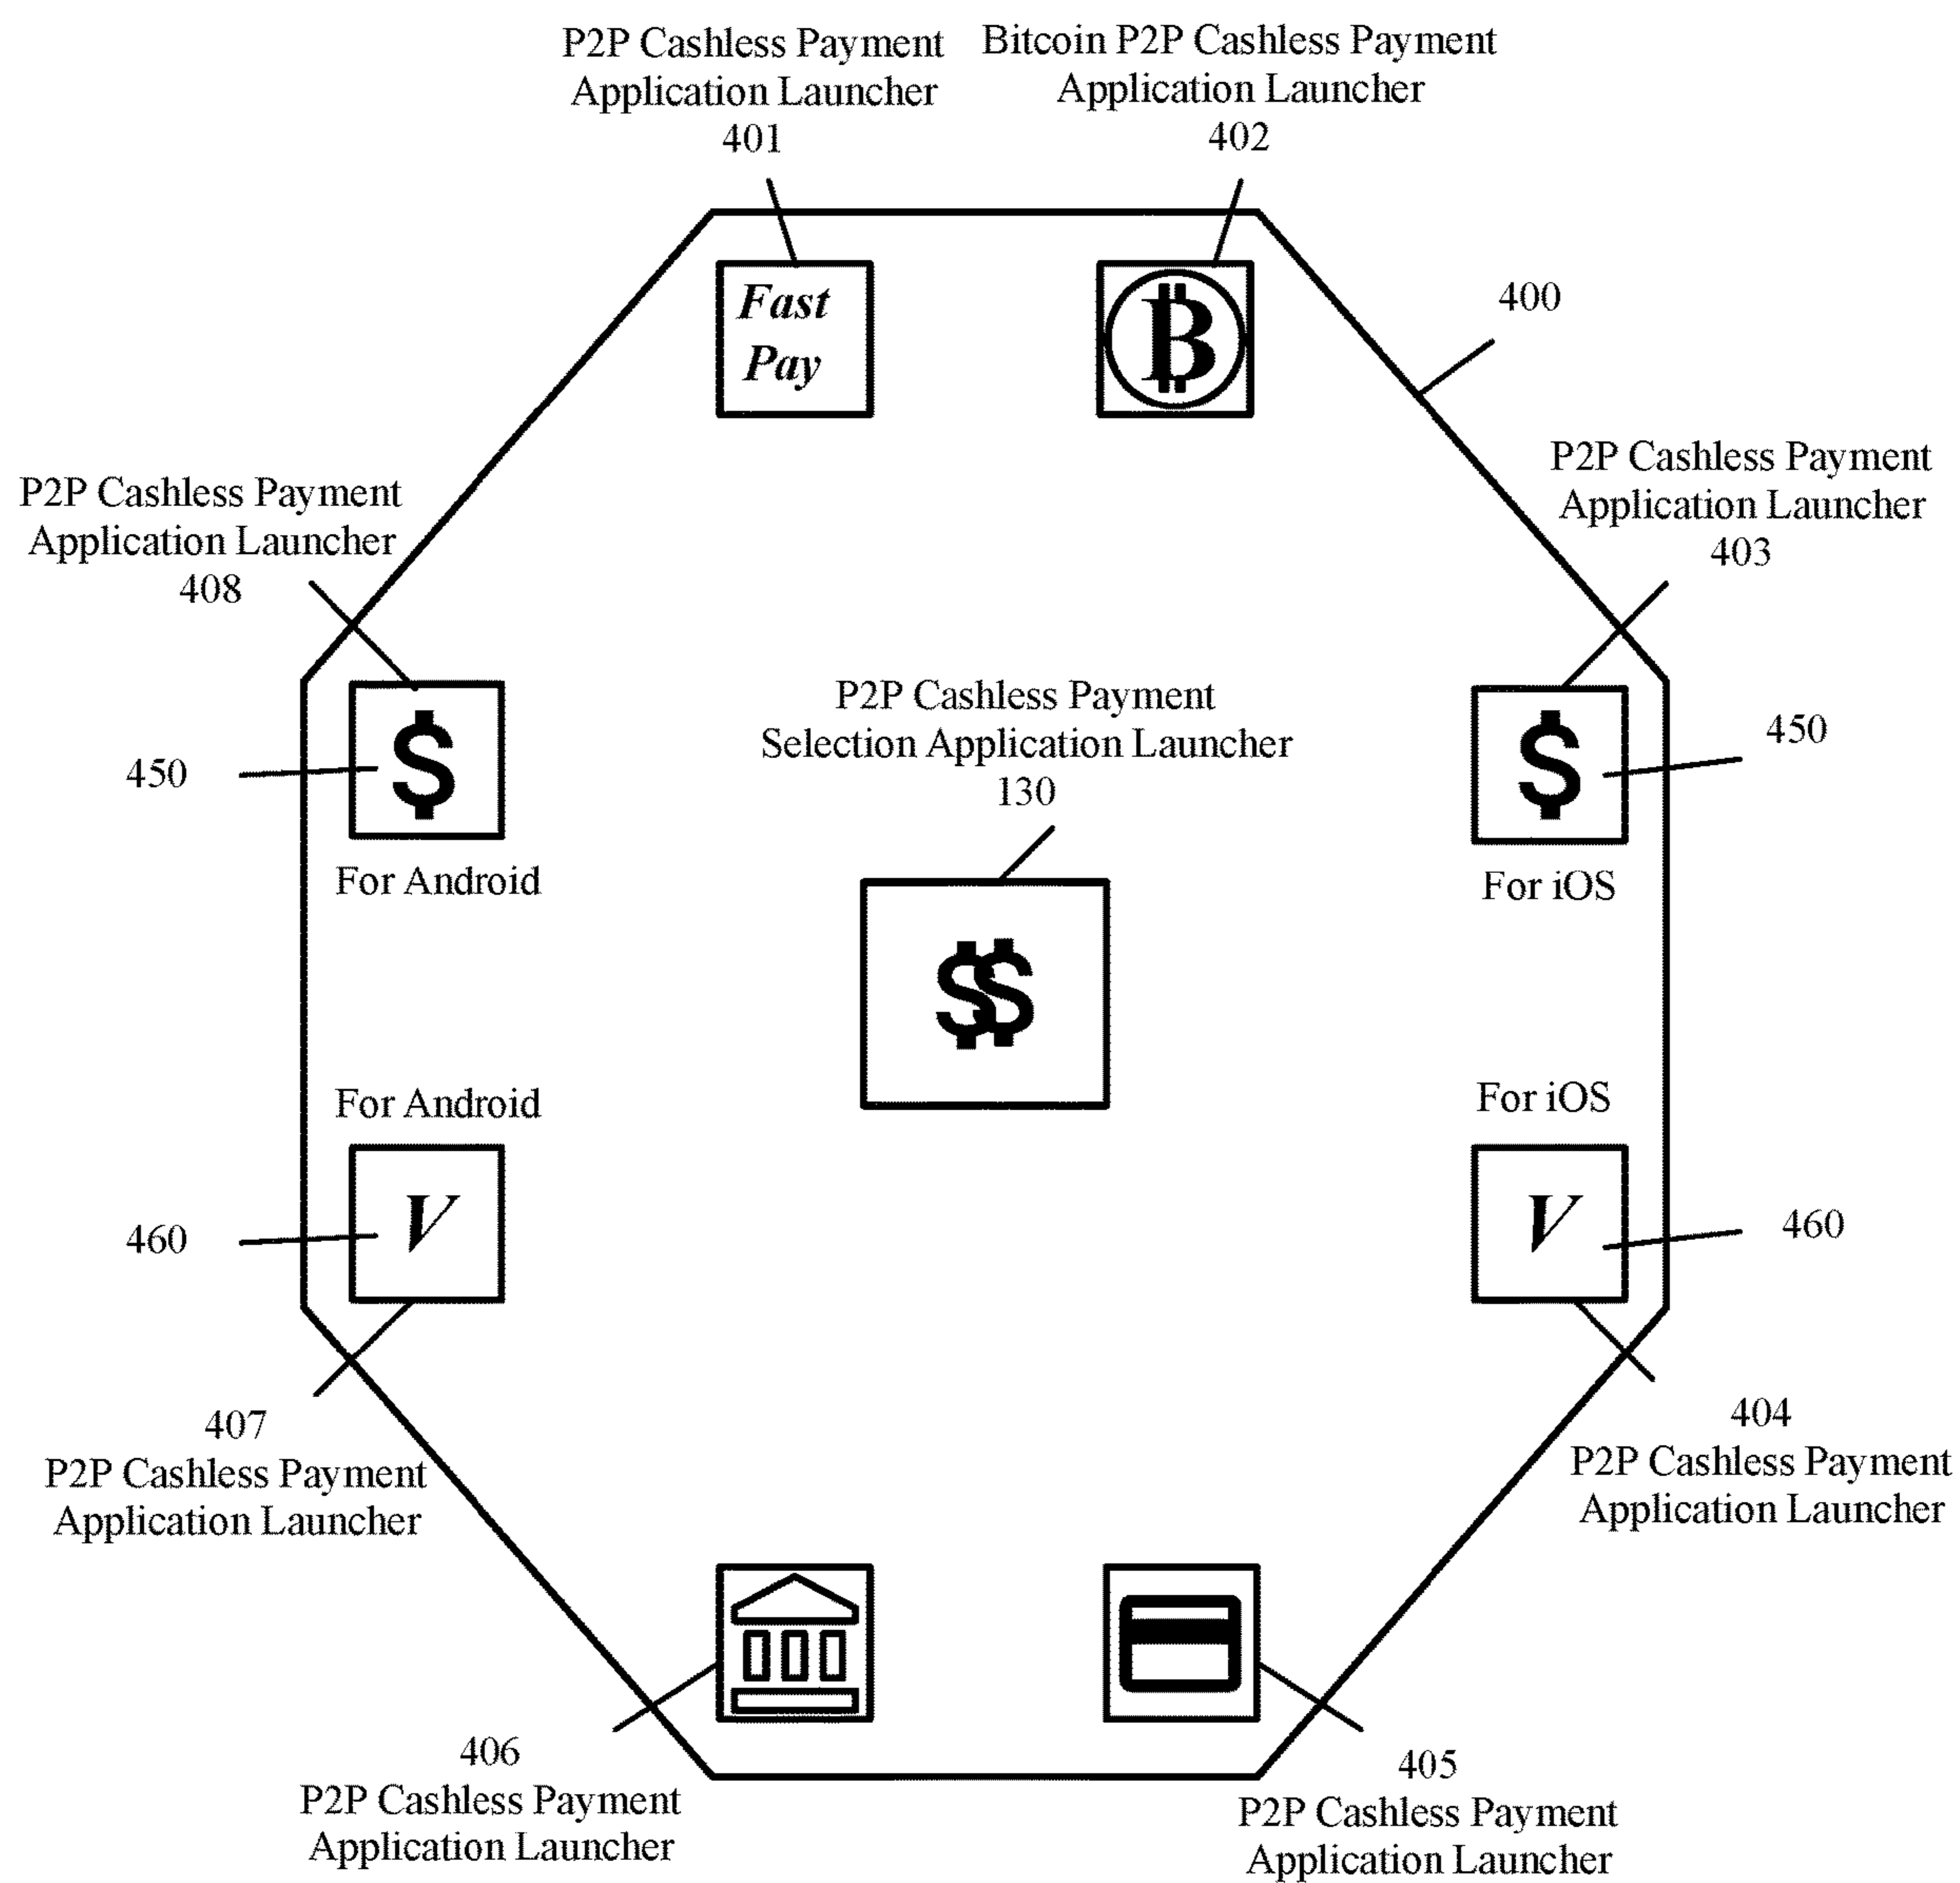 P2P Cashless Payment
Application Launcher
401
Bitcoin P2P Cashless Payment
Application Launcher
402
Fast
Pay
B
400
P2P Cashless Payment
Application Launcher
408
P2P Cashless Payment
Application Launcher
403
450
$
For Android
P2P Cashless Payment
Selection Application Launcher
130
$$
$
450
For iOS
For Android
V
460
For iOS
V
460
407
P2P Cashless Payment
Application Launcher
404
P2P Cashless Payment
Application Launcher
406
P2P Cashless Payment
Application Launcher
405
P2P Cashless Payment
Application Launcher